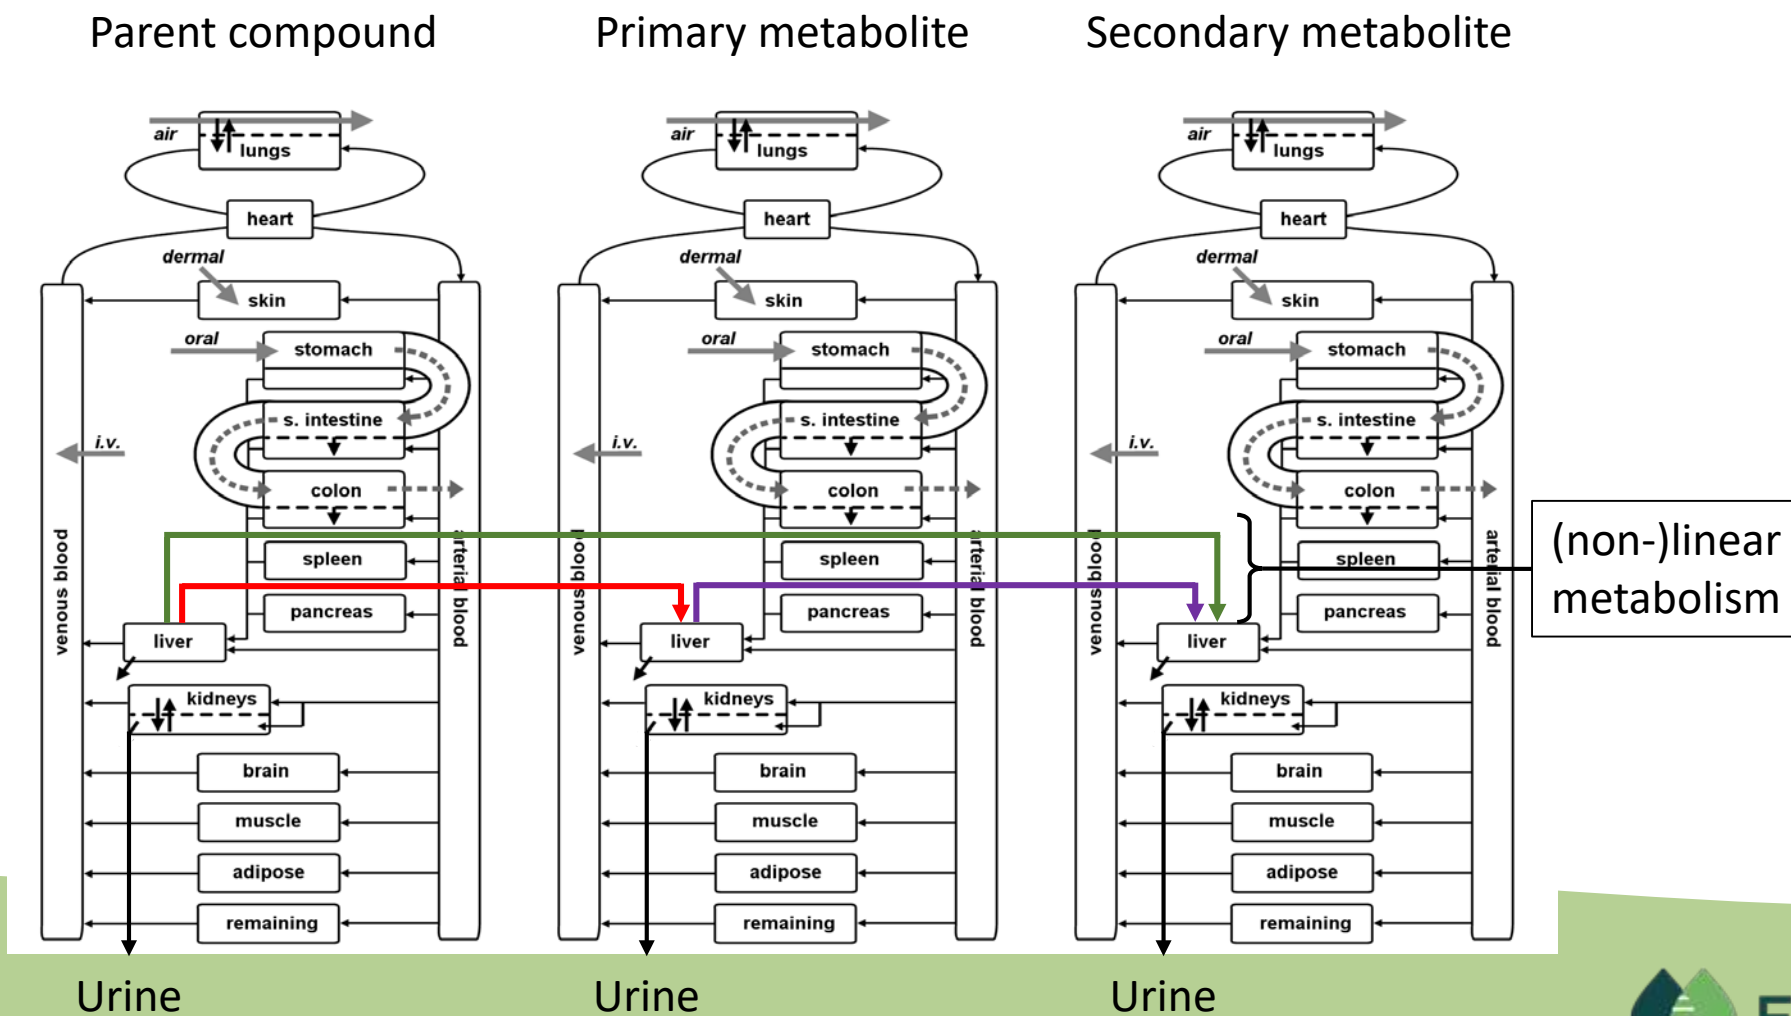 Parent compound
Primary metabolite
Secondary metabolite
air
lungs
heart
dermal
skin
oral
stomach
s. intestine
i.v.
colon
venous blood
arterial blood
spleen
pancreas
liver
kidneys
brain
muscle
adipose
remaining
Urine
air
lungs
heart
dermal
skin
oral
stomach
s. intestine
i.v.
colon
venous blood
arterial blood
spleen
pancreas
liver
kidneys
brain
muscle
adipose
remaining
Urine
air
lungs
heart
dermal
skin
oral
stomach
s. intestine
i.v.
colon
venous blood
arterial blood
spleen
pancreas
liver
kidneys
brain
muscle
adipose
remaining
Urine
(non-)linear
metabolism